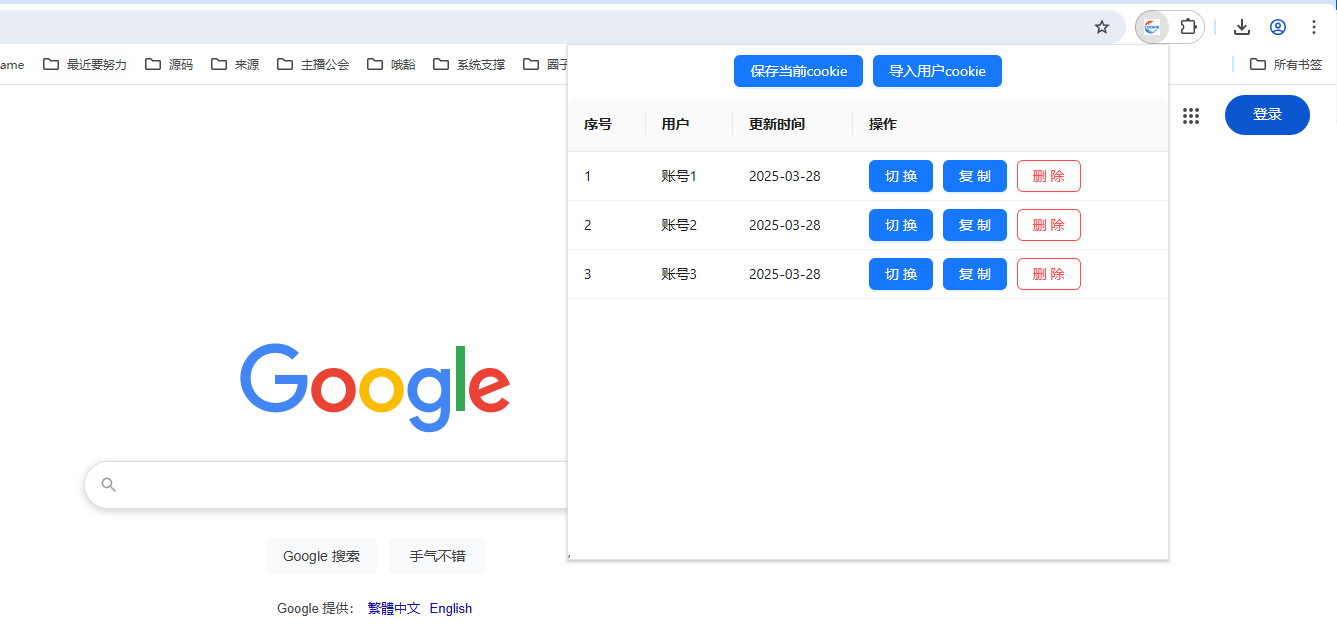 ame 最近要努力 源码 来源 主播公会 哦豁 系统支撑 圈子 所有书签
保存当前cookie 导入用户cookie
登录
序号 用户 更新时间 操作
1 账号1 2025-03-28 切 换 复 制 删 除
2 账号2 2025-03-28 切 换 复 制 删 除
3 账号3 2025-03-28 切 换 复 制 删 除
Google
Google 搜索 手气不错
Google 提供： 繁體中文 English